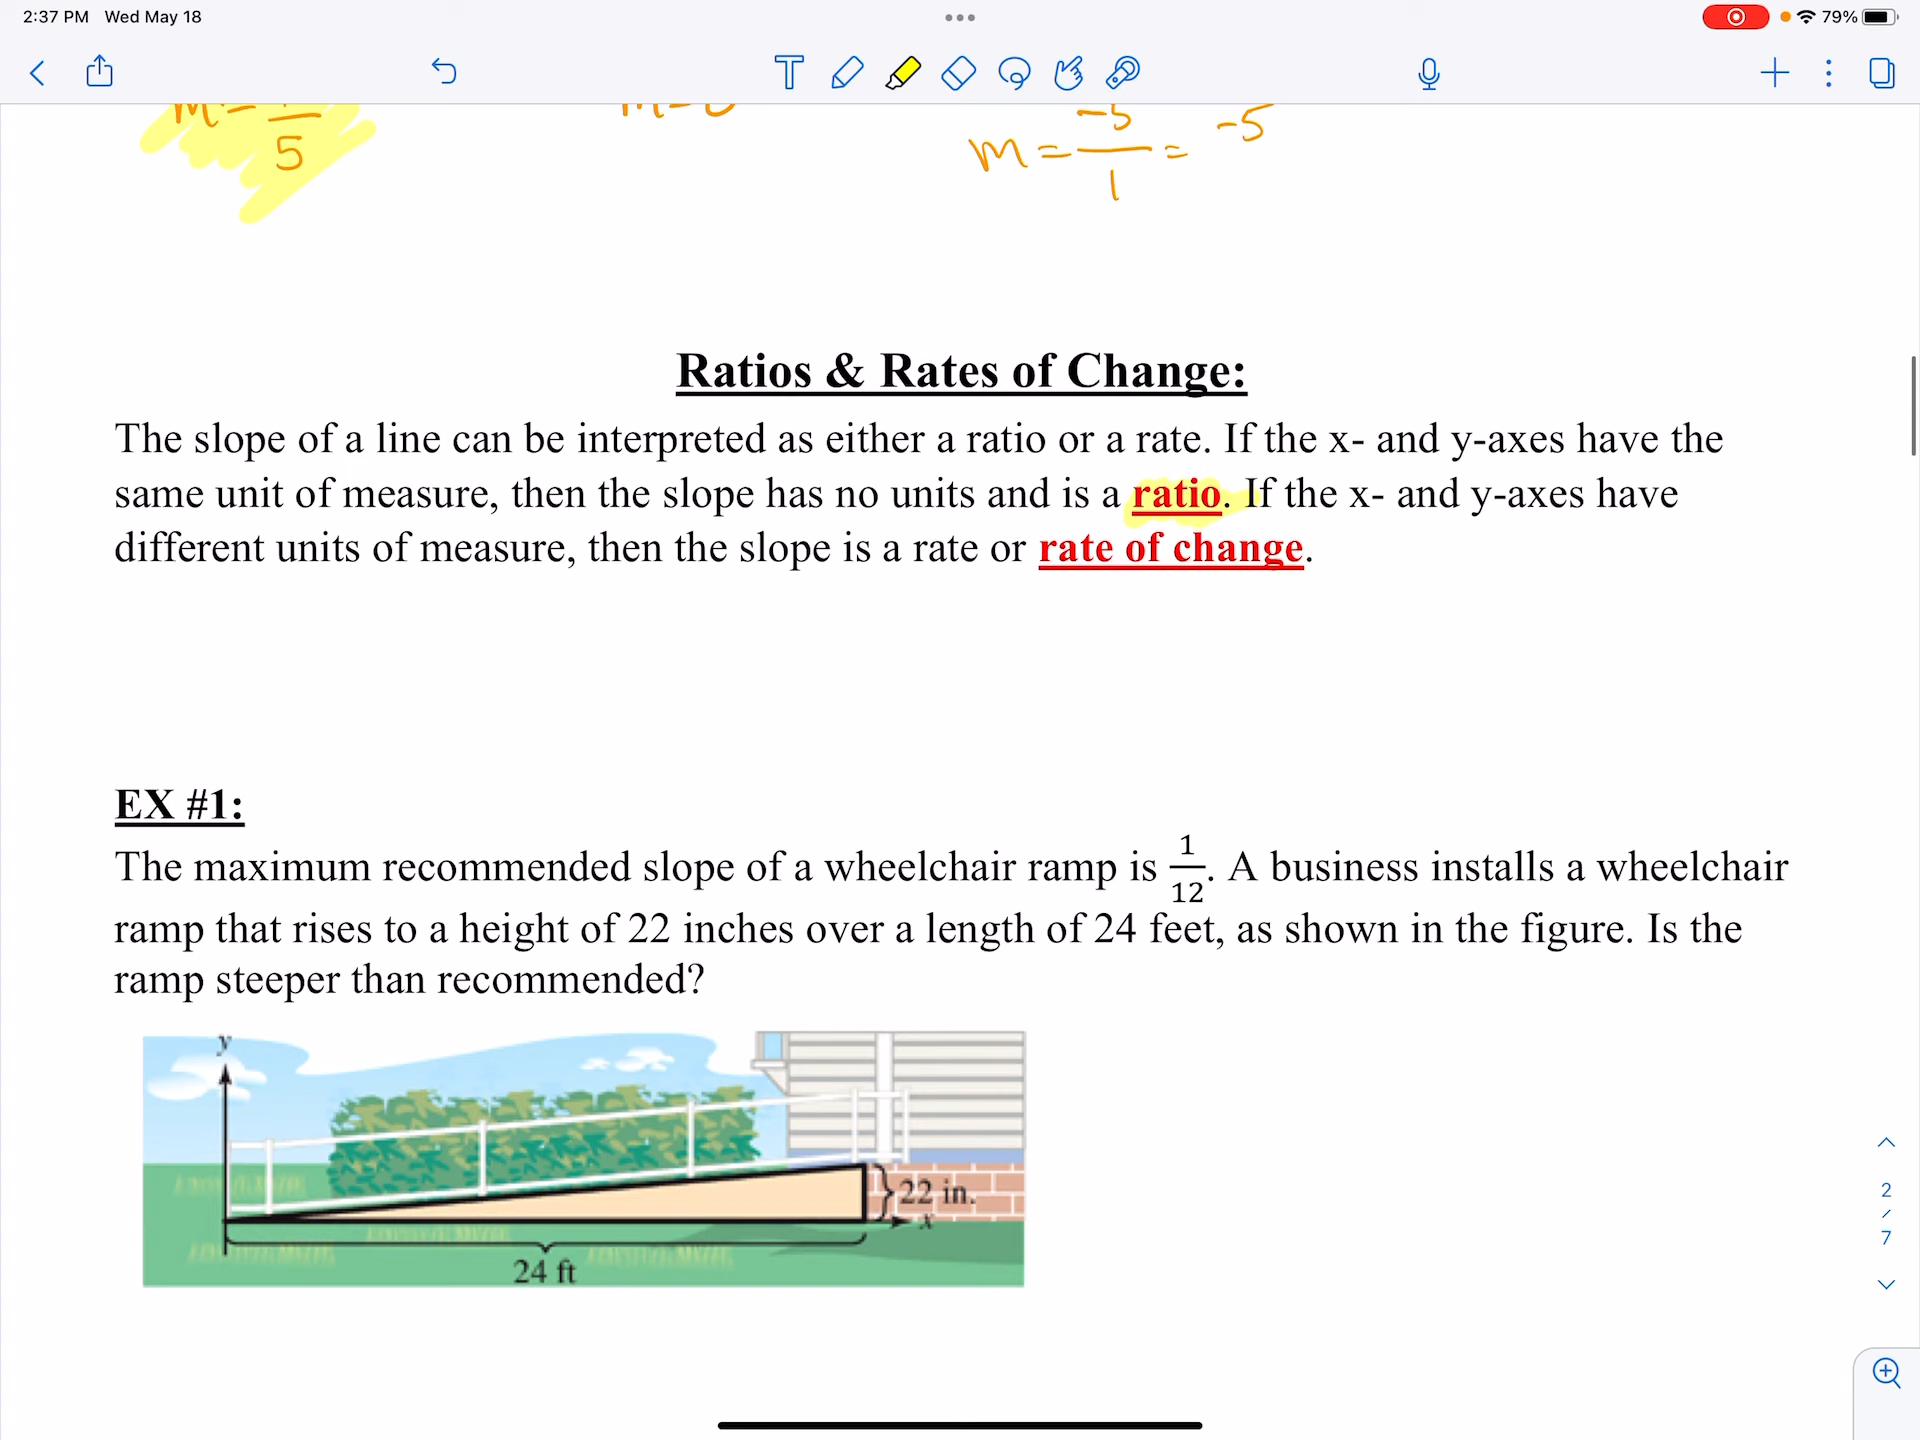 2:37 PM Wed May 18
79%
5
-5
m = -5/1 =
Ratios & Rates of Change:
The slope of a line can be interpreted as either a ratio or a rate. If the x- and y-axes have the
same unit of measure, then the slope has no units and is a ratio. If the x- and y-axes have
different units of measure, then the slope is a rate or rate of change.
EX #1:
The maximum recommended slope of a wheelchair ramp is 1/12. A business installs a wheelchair
ramp that rises to a height of 22 inches over a length of 24 feet, as shown in the figure. Is the
ramp steeper than recommended?
y
22 in.
x
24 ft
2
/
7